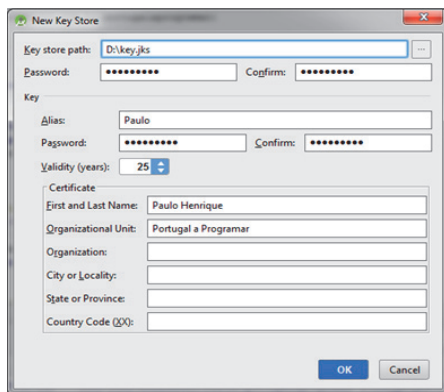 New Key Store
Key store path: D:\key.jks ...
Password: ••••••••• Confirm: •••••••••
Key
Alias: Paulo
Password: ••••••••• Confirm: •••••••••
Validity (years): 25
Certificate
First and Last Name: Paulo Henrique
Organizational Unit: Portugal a Programar
Organization:
City or Locality:
State or Province:
Country Code (XX):
OK Cancel